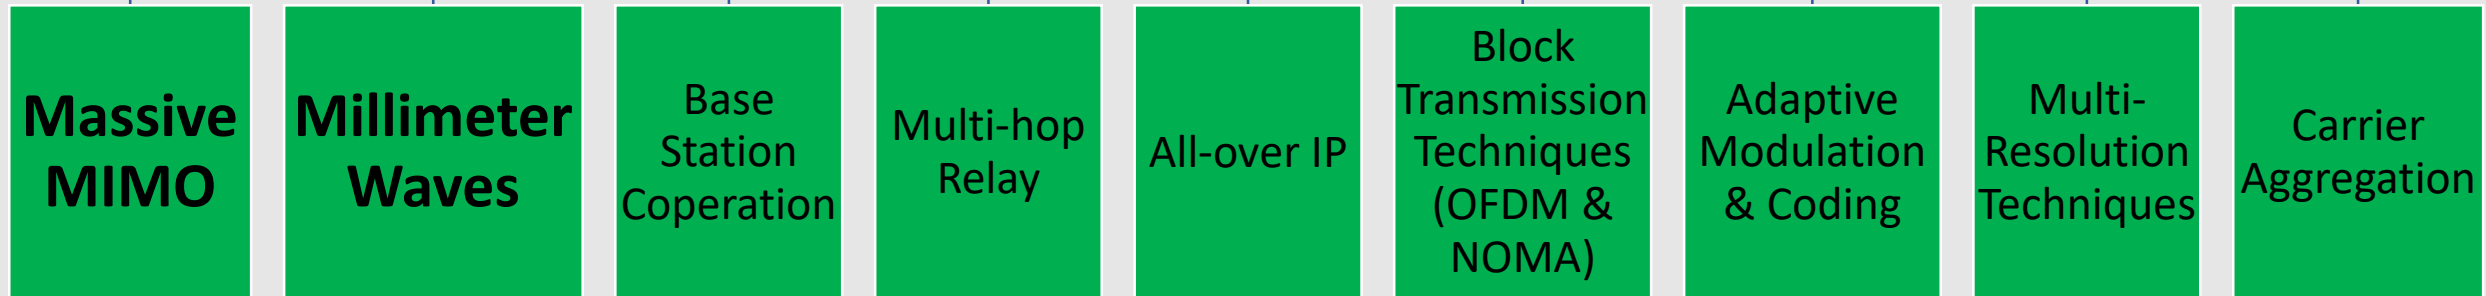 Massive
MIMO
Millimeter
Waves
Base
Station
Coperation
Multi-hop
Relay
All-over IP
Block
Transmission
Techniques
(OFDM &
NOMA)
Adaptive
Modulation
& Coding
Multi-
Resolution
Techniques
Carrier
Aggregation